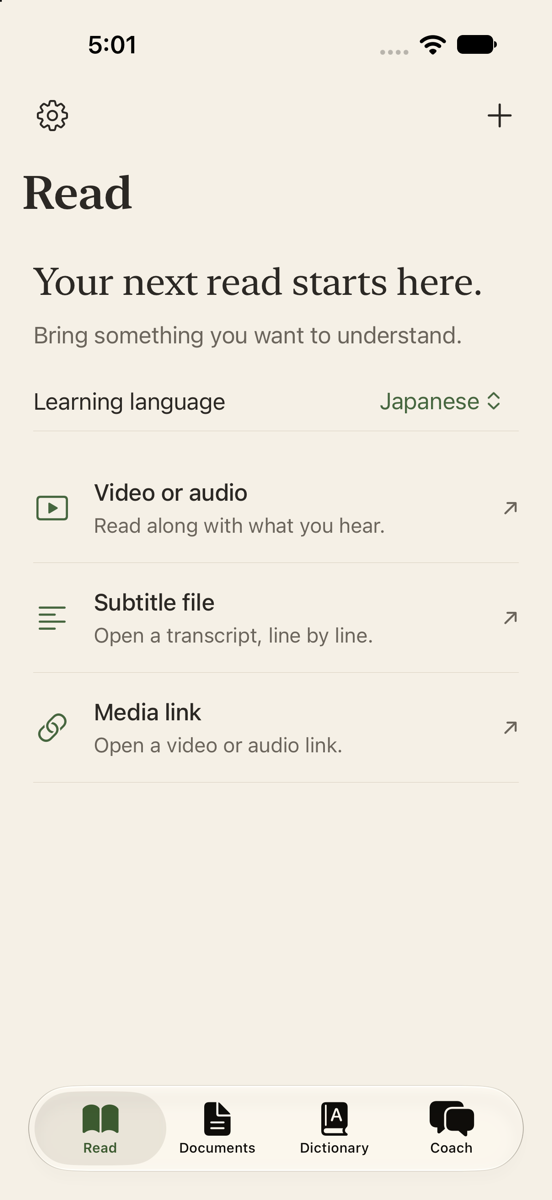 5:01
Read
Your next read starts here.
Bring something you want to understand.
Learning language Japanese
Video or audio
Read along with what you hear.
Subtitle file
Open a transcript, line by line.
Media link
Open a video or audio link.
Read Documents Dictionary Coach